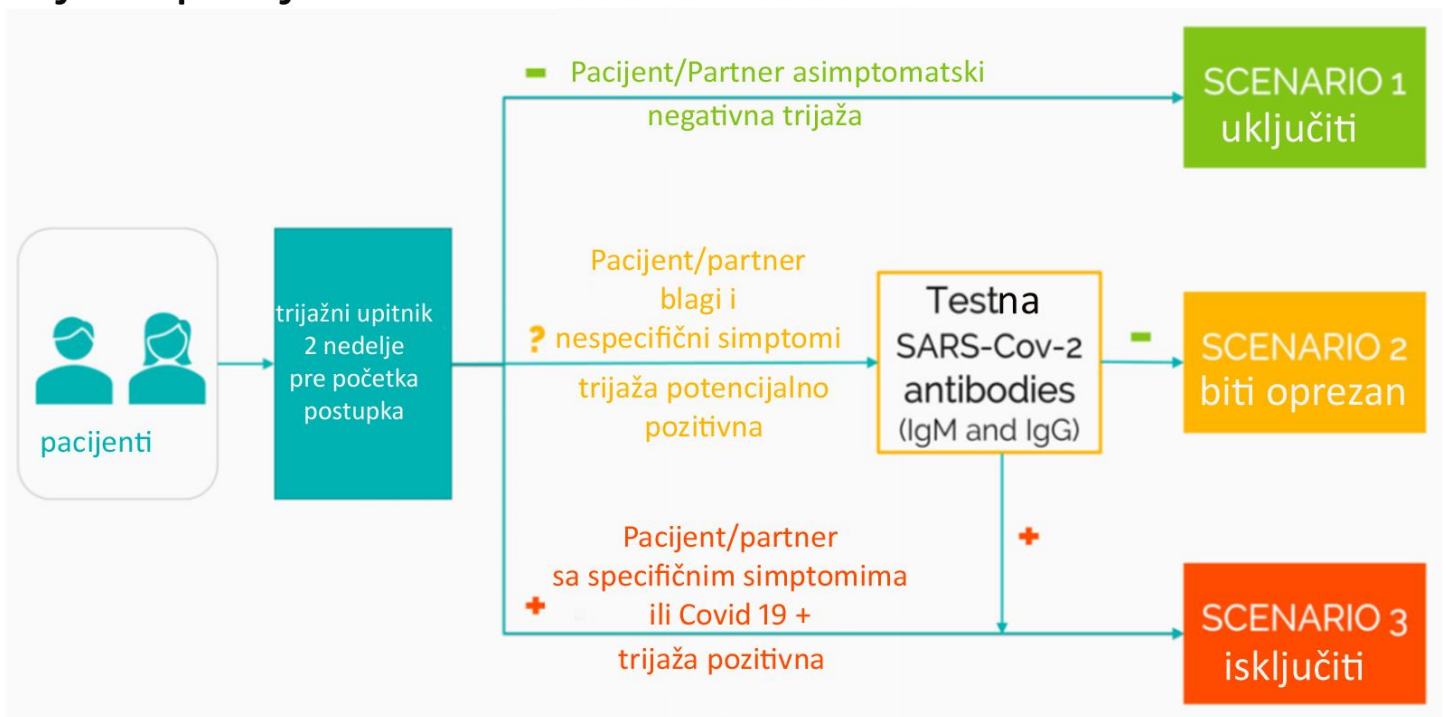 - Pacijent/Partner asimptomatski
negativna trijaža
SCENARIO 1
uključiti
pacijenti
trijažni upitnik
2 nedelje
pre početka
postupka
Pacijent/partner
blagi i
? nespecifični simptomi
trijaža potencijalno
pozitivna
Testna
SARS-Cov-2
antibodies
(IgM and IgG)
-
SCENARIO 2
biti oprezan
+
Pacijent/partner
sa specifičnim simptomima
+ ili Covid 19 +
trijaža pozitivna
SCENARIO 3
isključiti